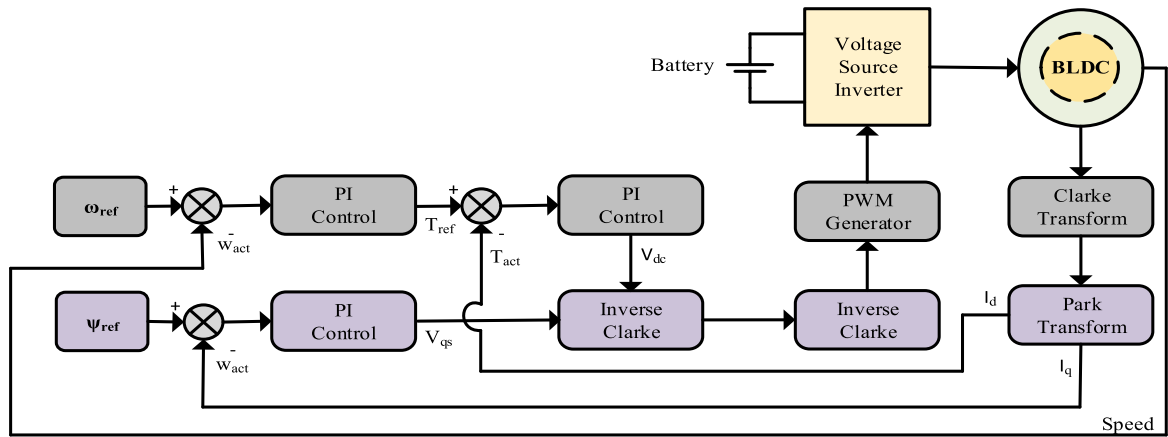 Battery
Voltage
Source
Inverter
BLDC
ωref
+
-
wact
PI
Control
Tref
+
-
Tact
PI
Control
Vdc
PWM
Generator
Clarke
Transform
ψref
+
-
wact
PI
Control
Vqs
Inverse
Clarke
Inverse
Clarke
Id
Park
Transform
Iq
Speed